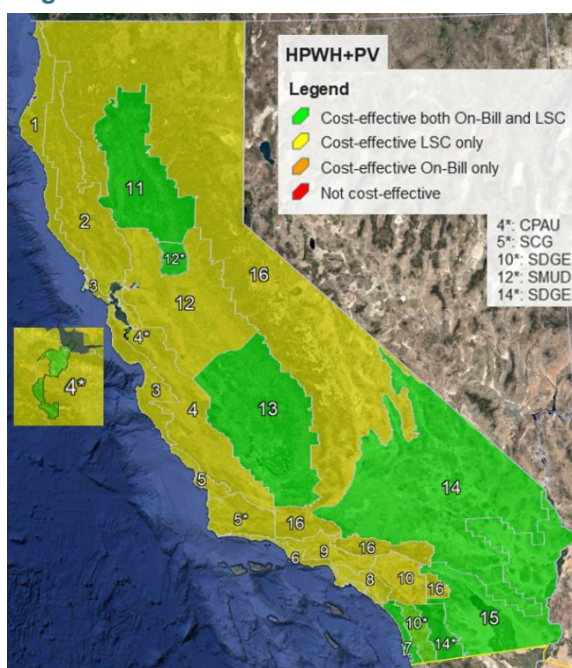 HPWH+PV
Legend
Cost-effective both On-Bill and LSC
Cost-effective LSC only
Cost-effective On-Bill only
Not cost-effective
4*: CPAU
5*: SCG
10*: SDGE
12*: SMUD
14*: SDGE
1
11
2
12*
16
3
12
4*
4*
3
4
13
5
14
5*
16
6
9
16
8
10
16
10*
15
7
14*